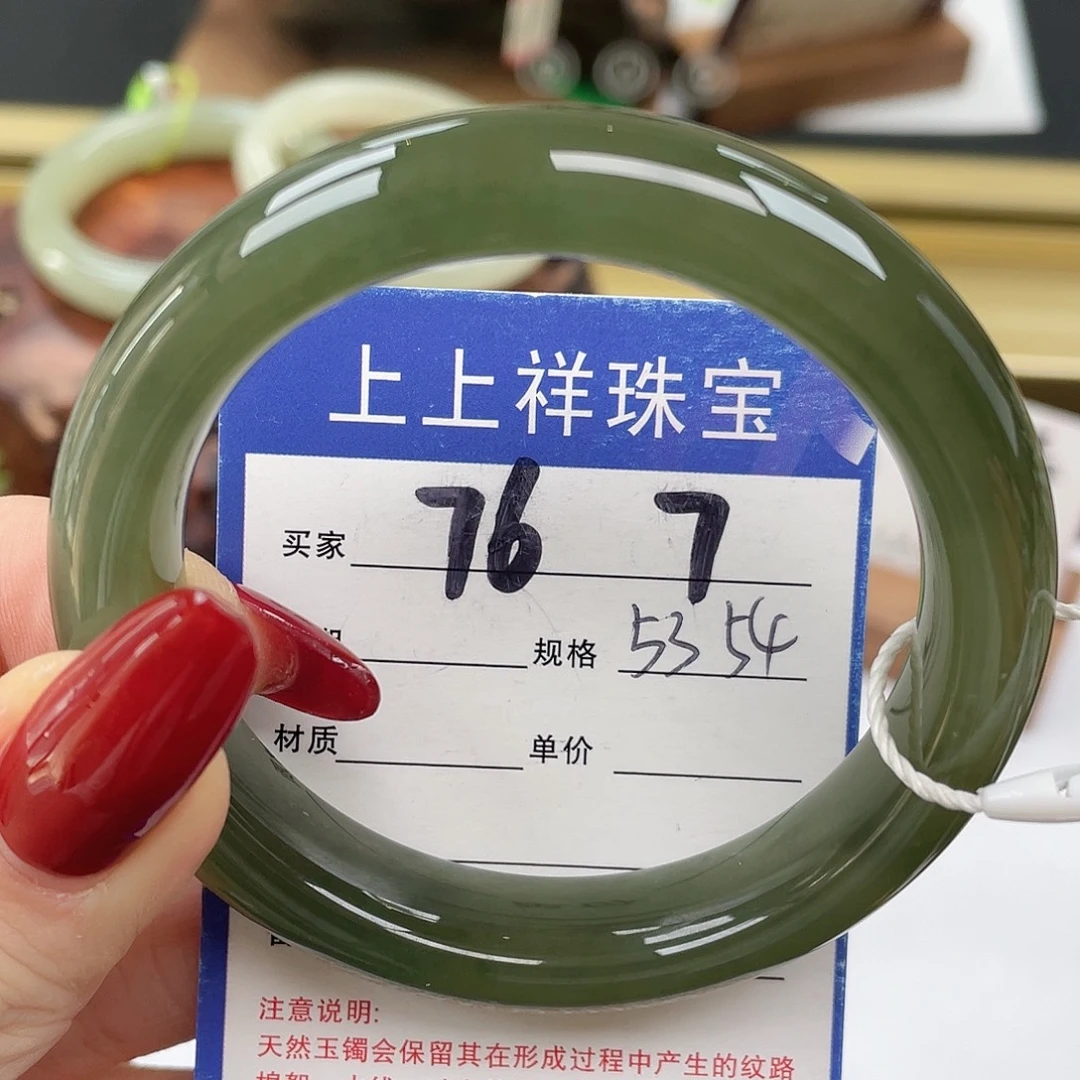 上上祥珠宝
买家 76 7
规格 53 54
材质 单价
注意说明:
天然玉镯会保留其在形成过程中产生的纹路